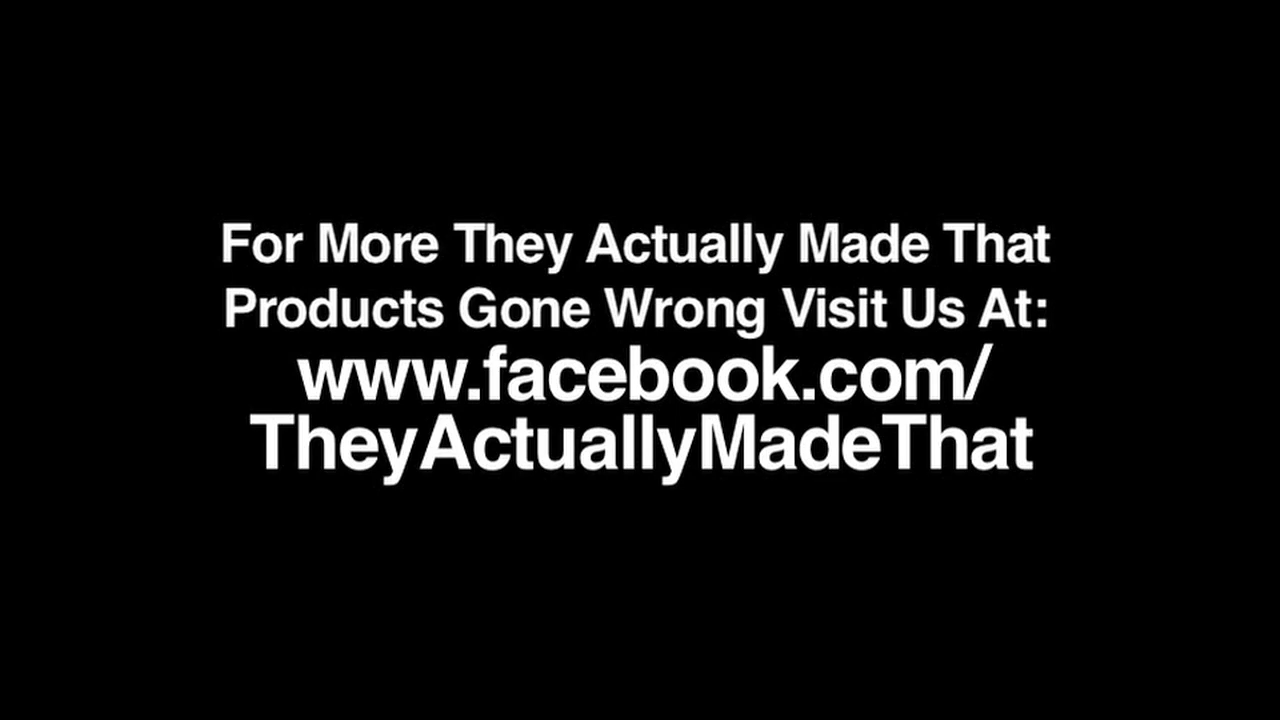 For More They Actually Made That
Products Gone Wrong Visit Us At:
www.facebook.com/
TheyActuallyMadeThat